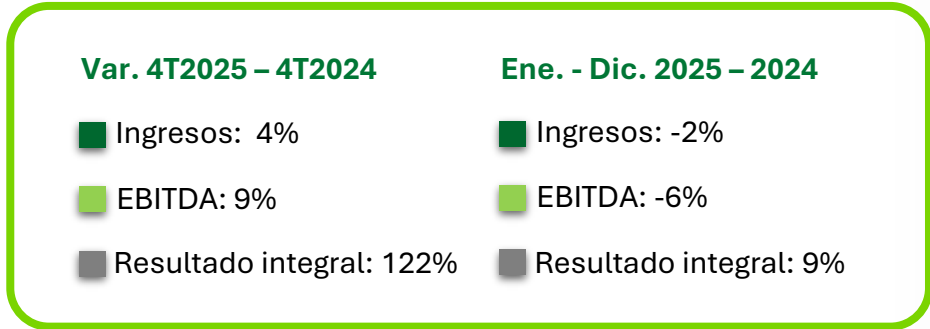 Var. 4T2025 – 4T2024
Ingresos: 4%
EBITDA: 9%
Resultado integral: 122%
Ene. - Dic. 2025 – 2024
Ingresos: -2%
EBITDA: -6%
Resultado integral: 9%